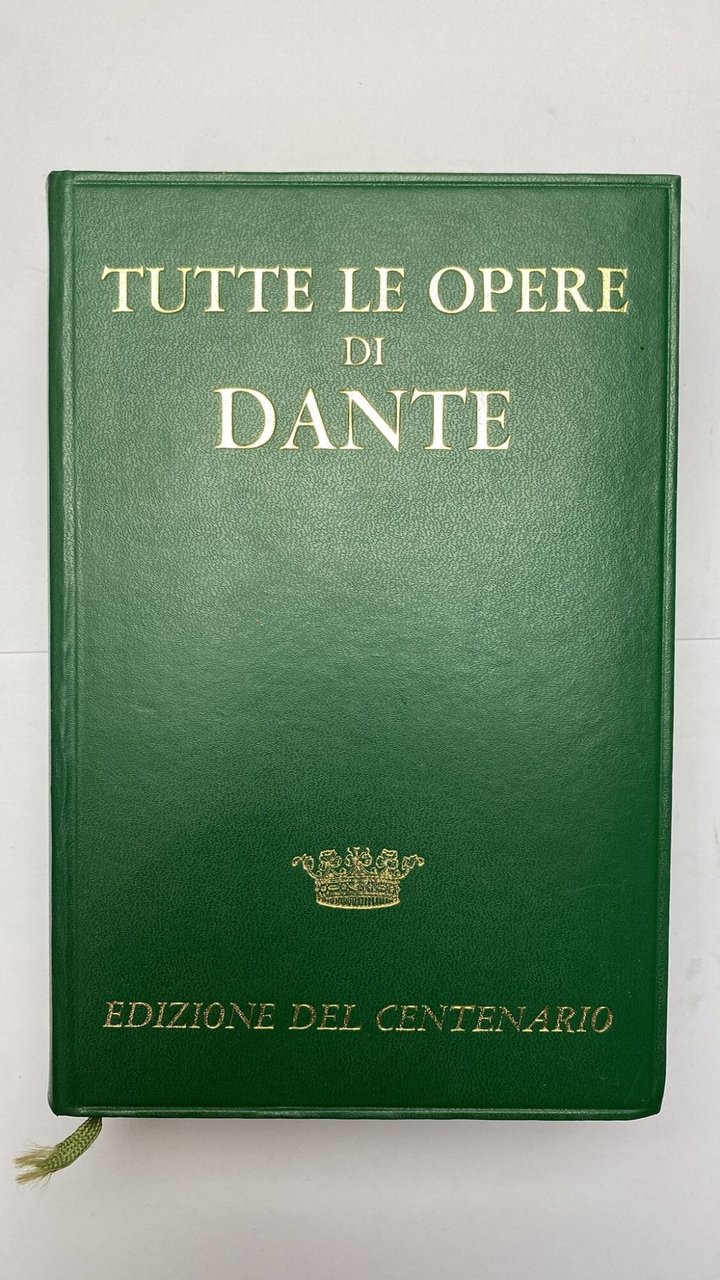 TUTTE LE OPERE
DI
DANTE
EDIZIONE DEL CENTENARIO